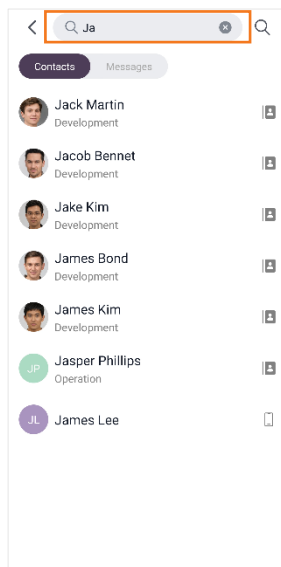 Ja
Contacts Messages
Jack Martin
Development
Jacob Bennet
Development
Jake Kim
Development
James Bond
Development
James Kim
Development
JP
Jasper Phillips
Operation
JL
James Lee